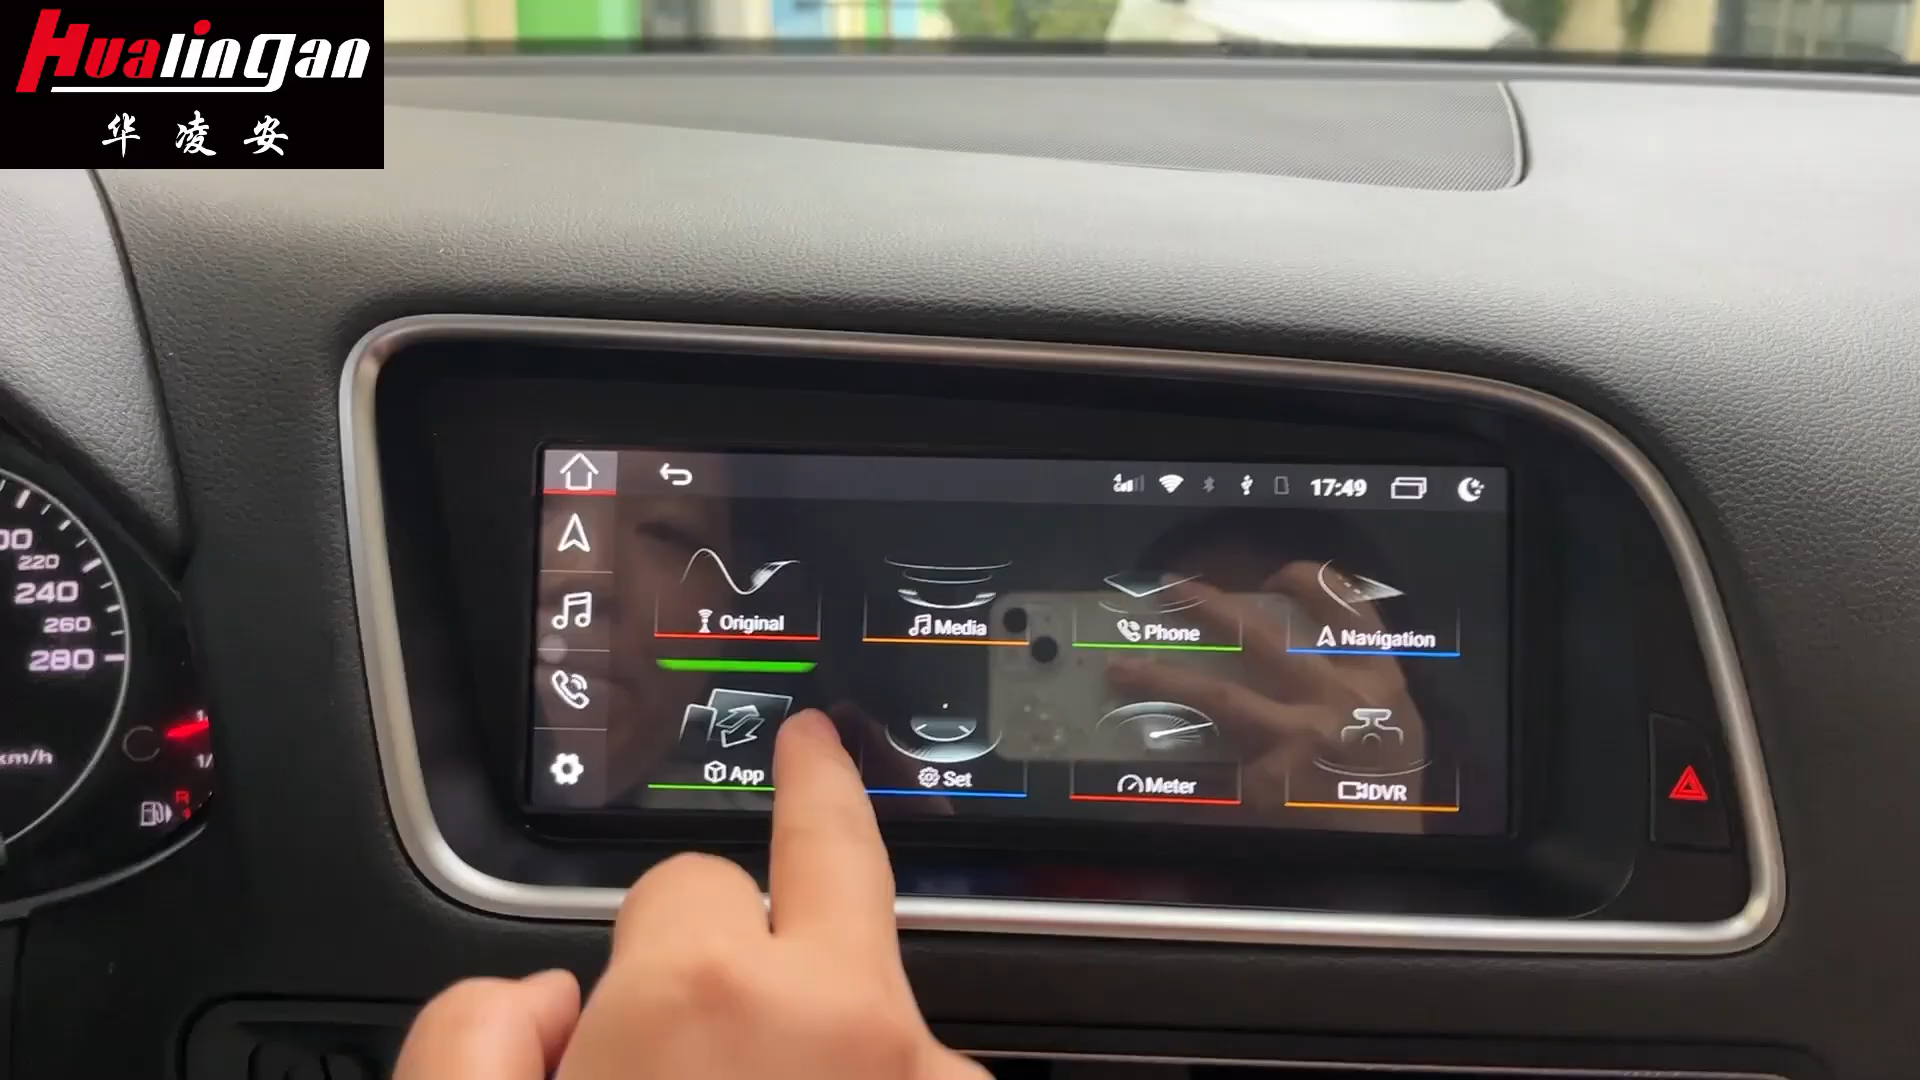 Hualingan
华凌安
17:49
Original
Media
Phone
Navigation
App
Set
Meter
DVR
220
240
260
280
km/h
1/
R